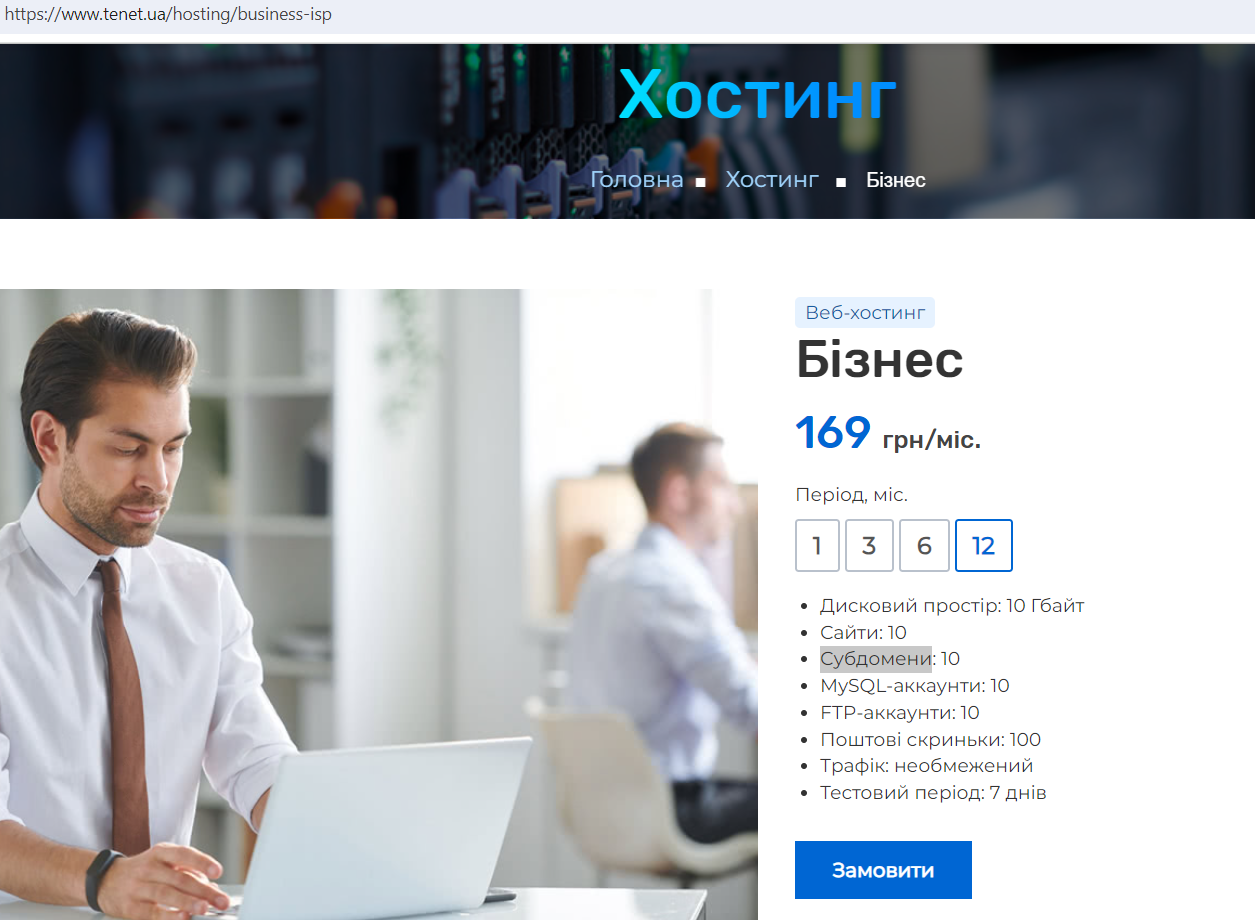 https://www.tenet.ua/hosting/business-isp
Хостинг
Головна ■ Хостинг ■ Бізнес
Веб-хостинг
Бізнес
169 грн/міс.
Період, міс.
1 3 6 12
• Дисковий простір: 10 Гбайт
• Сайти: 10
• Субдомени: 10
• MySQL-аккаунти: 10
• FTP-аккаунти: 10
• Поштові скриньки: 100
• Трафік: необмежений
• Тестовий період: 7 днів
Замовити